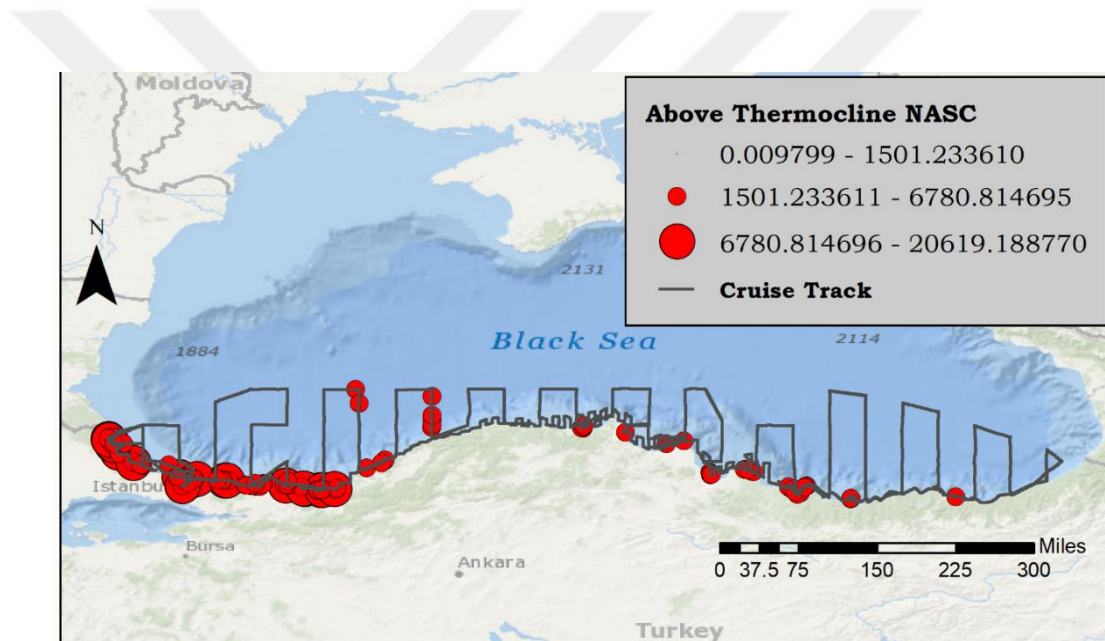 Moldova
Above Thermocline NASC
0.009799 - 1501.233610
1501.233611 - 6780.814695
6780.814696 - 20619.188770
Cruise Track
N
2131
Black Sea
2114
1884
Istanbu
Bursa
Ankara
Miles
0 37.5 75 150 225 300
Turkey